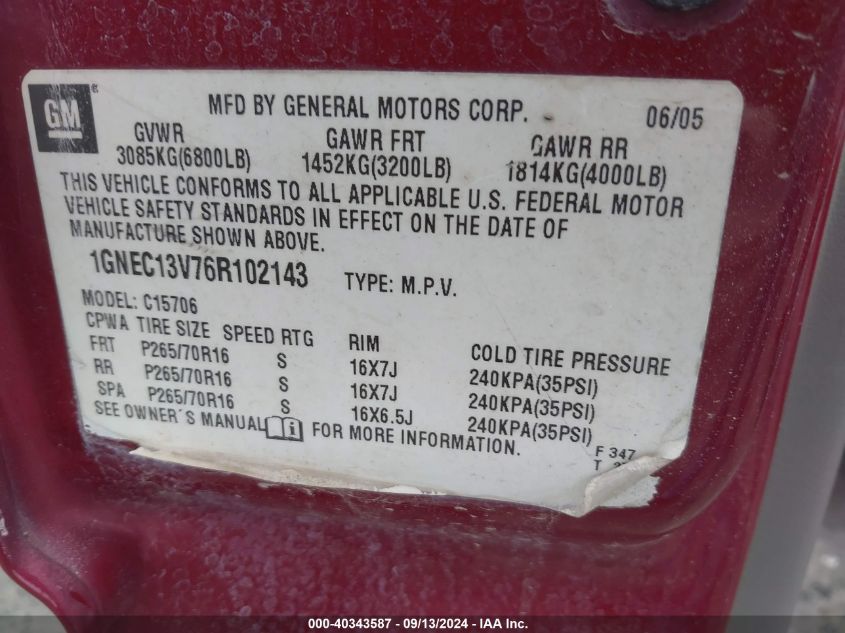 GM®
MFD BY GENERAL MOTORS CORP. 06/05
GVWR GAWR FRT GAWR RR
3085KG(6800LB) 1452KG(3200LB) 1814KG(4000LB)
THIS VEHICLE CONFORMS TO ALL APPLICABLE U.S. FEDERAL MOTOR
VEHICLE SAFETY STANDARDS IN EFFECT ON THE DATE OF
MANUFACTURE SHOWN ABOVE.
1GNEC13V76R102143 TYPE: M.P.V.
MODEL: C15706
CPWA TIRE SIZE SPEED RTG RIM COLD TIRE PRESSURE
FRT P265/70R16 S 16X7J 240KPA(35PSI)
RR P265/70R16 S 16X7J 240KPA(35PSI)
SPA P265/70R16 S 16X6.5J 240KPA(35PSI)
SEE OWNER´S MANUAL FOR MORE INFORMATION.
F 347
T
000-40343587 - 09/13/2024 - IAA Inc.